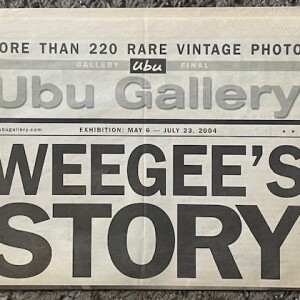 ORE THAN 220 RARE VINTAGE PHOTO
GALLERY ubu FINAL
Ubu Gallery
ubugallery.com EXHIBITION: MAY 6 — JULY 23, 2004
WEEGEE'S
STORY